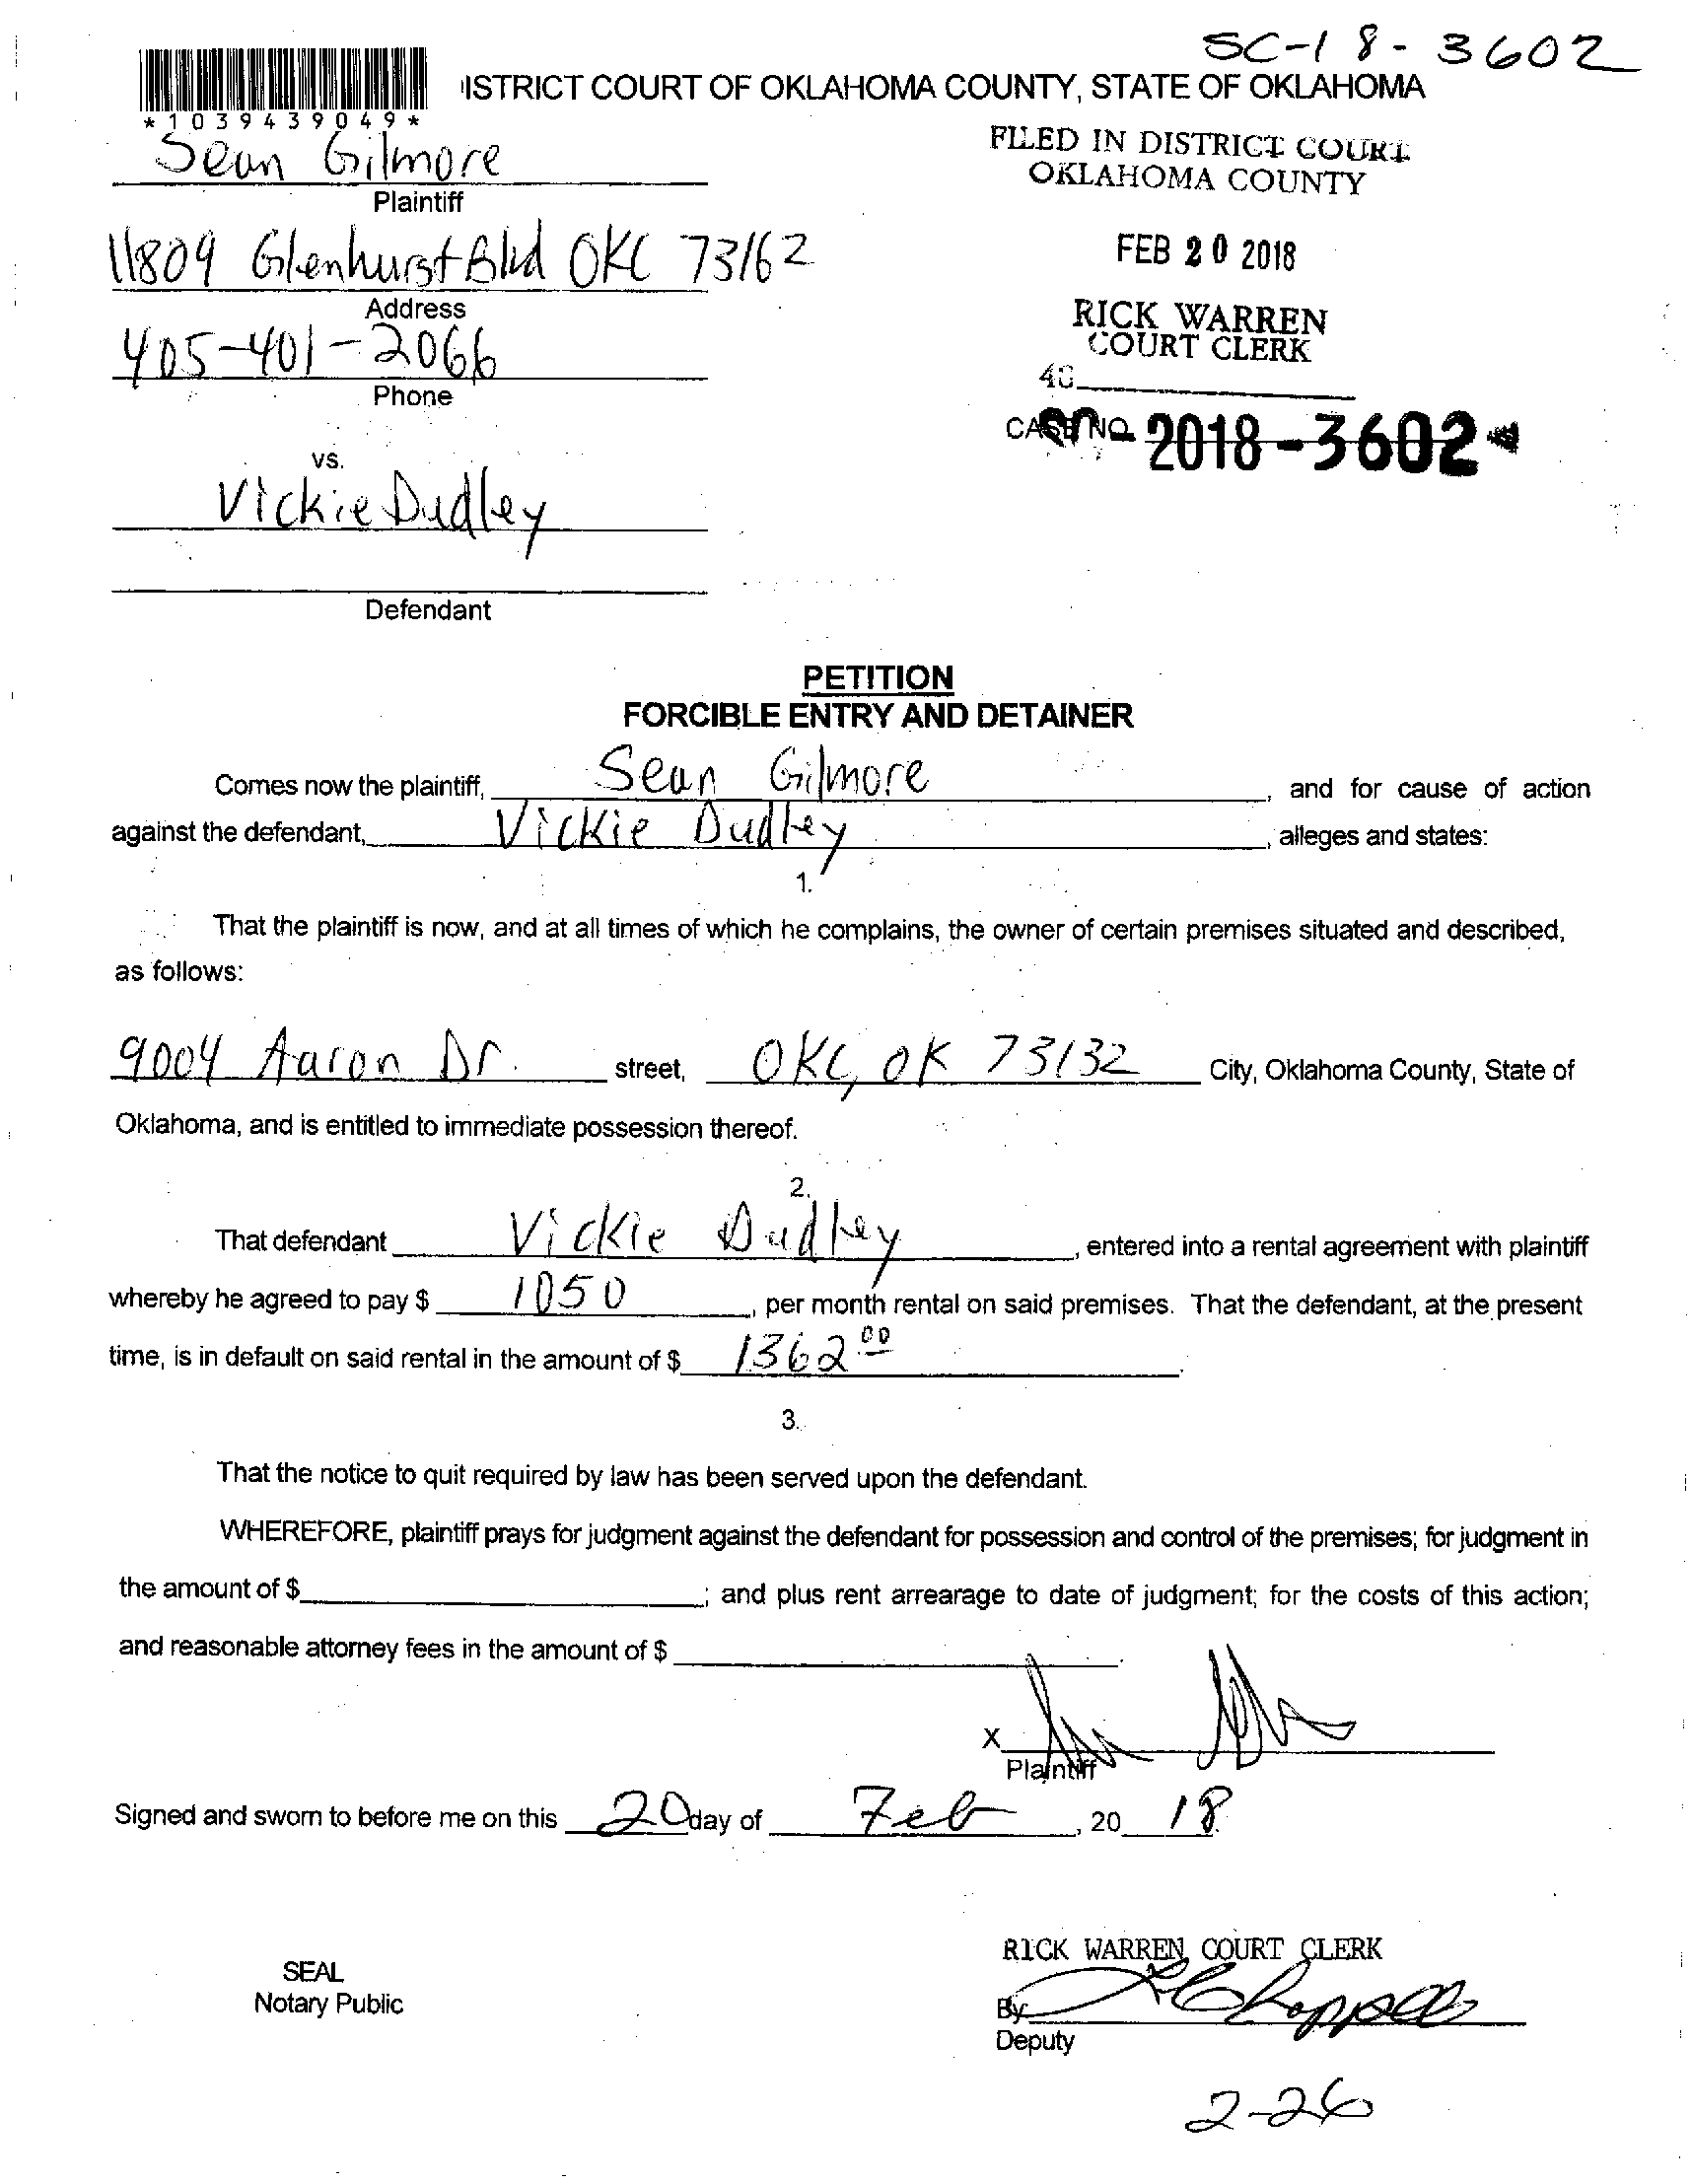 SC-18-3602
ISTRICT COURT OF OKLAHOMA COUNTY, STATE OF OKLAHOMA
*1039439049*
Sean Gilmore
Plaintiff
FILED IN DISTRICT COURT
OKLAHOMA COUNTY
11809 Glenhurst Blvd OKC 73162
Address
FEB 20 2018
405-401-2066
Phone
RICK WARREN
COURT CLERK
40
CASE NO. 2018-3602
vs.
Vickie Dudley
Defendant
PETITION
FORCIBLE ENTRY AND DETAINER
Comes now the plaintiff, Sean Gilmore, and for cause of action
against the defendant, Vickie Dudley, alleges and states:
1.
That the plaintiff is now, and at all times of which he complains, the owner of certain premises situated and described,
as follows:
9004 Aaron Dr. street, OKC, OK 73132 City, Oklahoma County, State of
Oklahoma, and is entitled to immediate possession thereof.
2.
That defendant Vickie Dudley, entered into a rental agreement with plaintiff
whereby he agreed to pay $ 1050, per month rental on said premises. That the defendant, at the present
time, is in default on said rental in the amount of $ 1362 00.
3.
That the notice to quit required by law has been served upon the defendant.
WHEREFORE, plaintiff prays for judgment against the defendant for possession and control of the premises; for judgment in
the amount of $ ; and plus rent arrearage to date of judgment; for the costs of this action;
and reasonable attorney fees in the amount of $ .
X
Plaintiff
Signed and sworn to before me on this 20 day of Feb, 20 18.
SEAL
Notary Public
RICK WARREN, COURT CLERK
By
Deputy
2-26